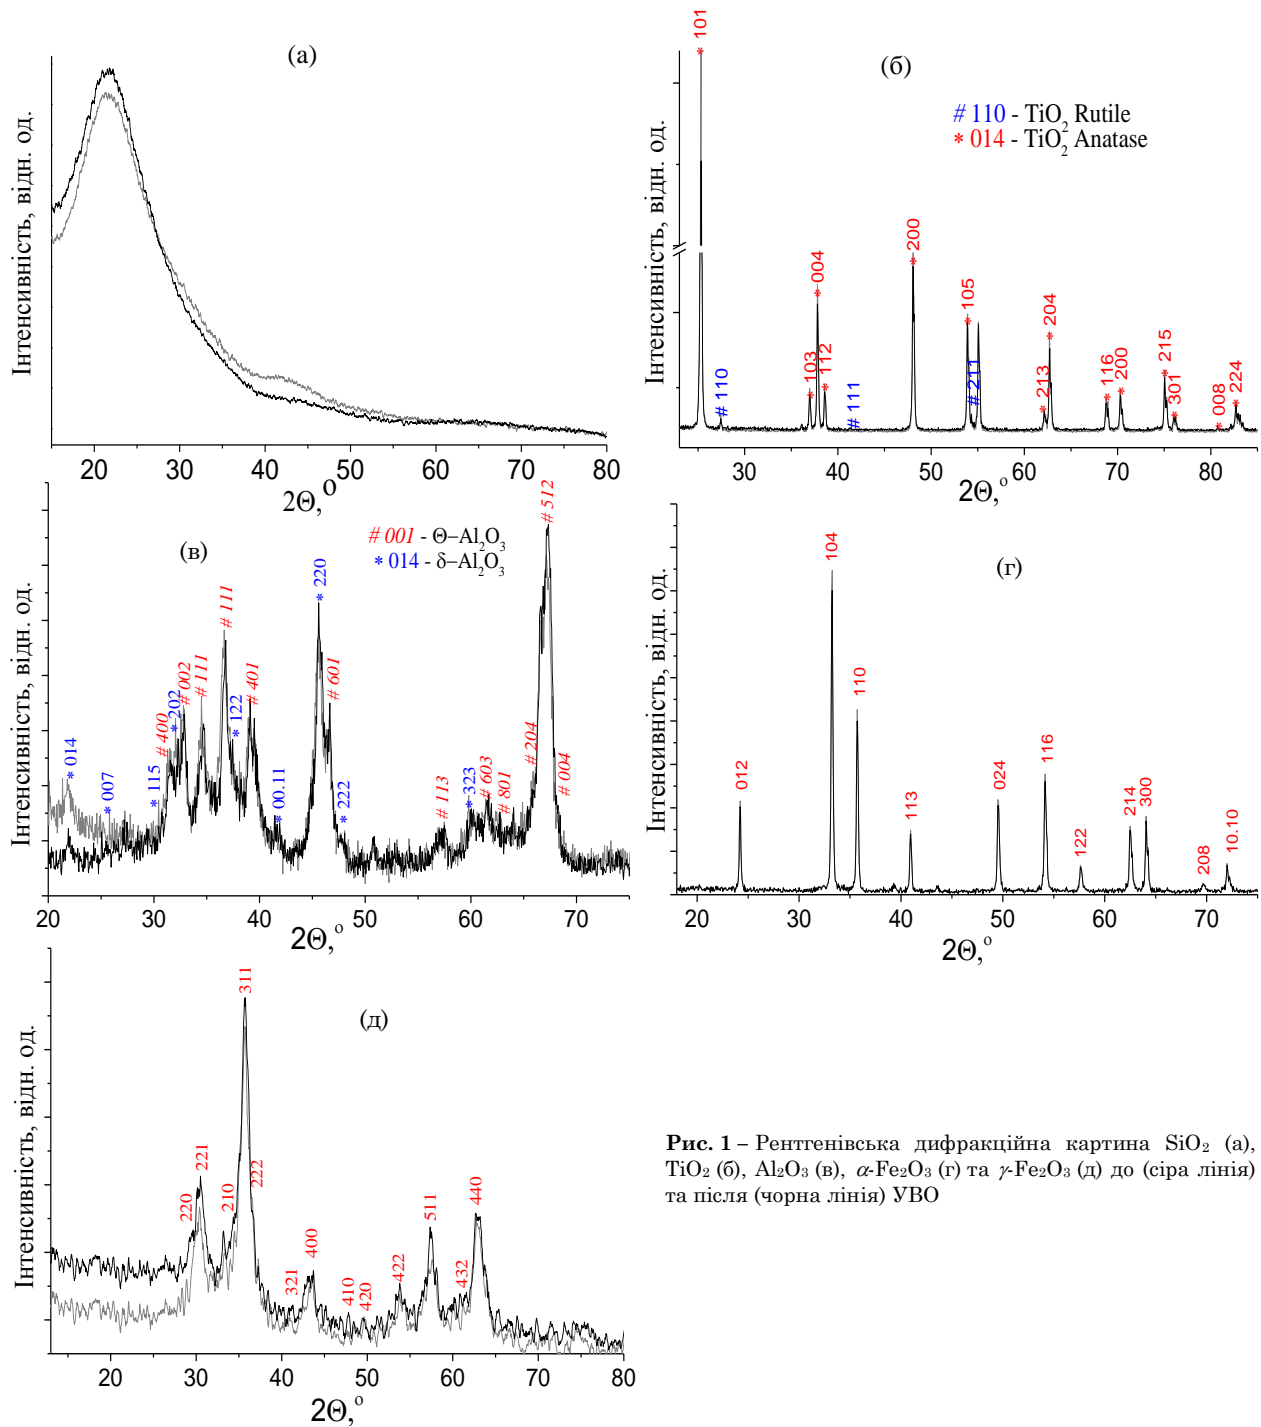 (а)
Інтенсивність, відн. од.
20 30 40 50 60 70 80
2Θ, °
(б)
# 110 - TiO₂ Rutile
* 014 - TiO₂ Anatase
Інтенсивність, відн. од.
* 101
# 110
* 103
* 004
* 112
# 111
* 200
* 105
# 211
* 213
* 204
* 116
* 200
* 215
* 301
* 008
* 224
30 40 50 60 70 80
2Θ, °
(в)
# 001 - Θ–Al₂O₃
* 014 - δ–Al₂O₃
Інтенсивність, відн. од.
* 014
* 007
* 115
# 400
* 202
# 002
# 111
# 111
* 122
# 401
* 00.11
* 220
# 601
* 222
# 113
* 323
# 603
# 801
# 204
# 512
# 004
20 30 40 50 60 70
2Θ, °
(г)
Інтенсивність, відн. од.
012
104
110
113
024
116
122
214
300
208
10.10
20 30 40 50 60 70
2Θ, °
(д)
Інтенсивність, відн. од.
220
221
210
311
222
321
400
410
420
422
511
432
440
20 30 40 50 60 70 80
2Θ, °
Рис. 1 – Рентгенівська дифракційна картина SiO₂ (а),
TiO₂ (б), Al₂O₃ (в), α-Fe₂O₃ (г) та γ-Fe₂O₃ (д) до (сіра лінія)
та після (чорна лінія) УВО